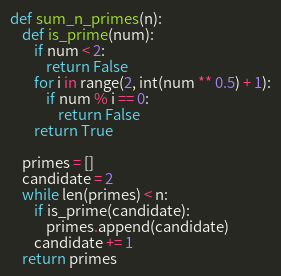 def sum_n_primes(n):
    def is_prime(num):
        if num < 2:
            return False
        for i in range(2, int(num ** 0.5) + 1):
            if num % i == 0:
                return False
        return True

    primes = []
    candidate = 2
    while len(primes) < n:
        if is_prime(candidate):
            primes.append(candidate)
        candidate += 1
    return primes